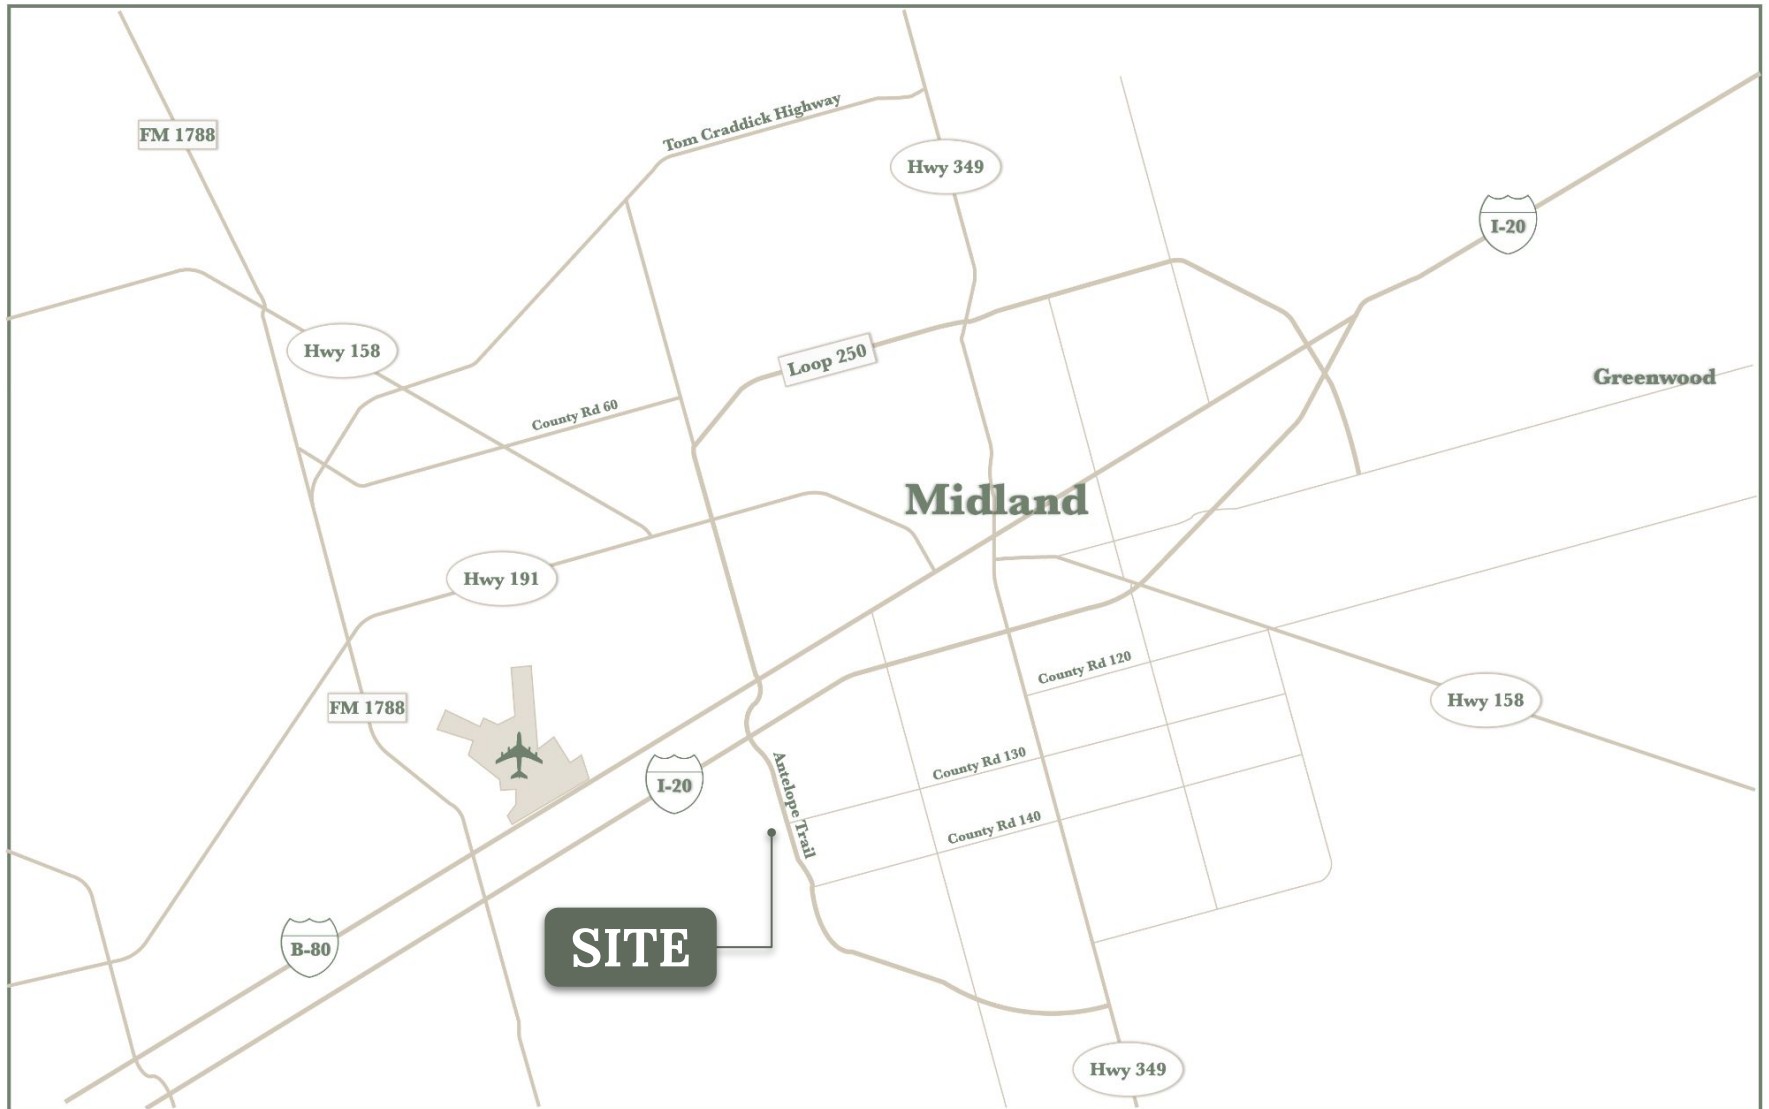 Tom Craddick Highway
FM 1788
Hwy 349
I-20
Hwy 158
Loop 250
Greenwood
County Rd 60
Midland
Hwy 191
County Rd 120
Hwy 158
FM 1788
County Rd 130
I-20
Antelope Trail
County Rd 140
B-80
SITE
Hwy 349